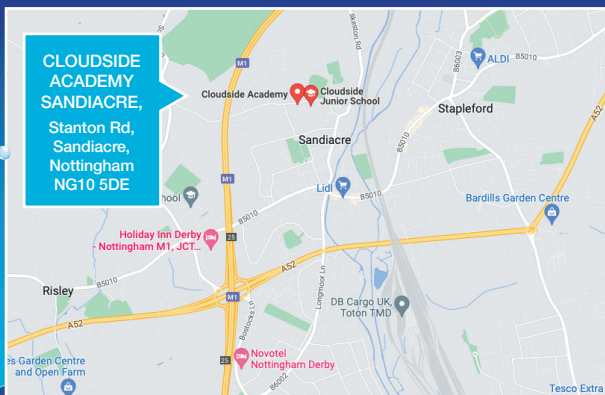 CLOUDSIDE
ACADEMY
SANDIACRE,
Stanton Rd,
Sandiacre,
Nottingham
NG10 5DE
M1
Ilkeston Rd
B6003
ALDI
B5010
Cloudside Academy
Cloudside
Junior School
Stapleford
A52
Sandiacre
B5010
M1
Lidl
B5010
hool
Bardills Garden Centre
B5010
Holiday Inn Derby
- Nottingham M1, JCT...
25
A52
Risley
B5010
M1
Longmoor Ln
DB Cargo UK,
Toton TMD
A52
Bostocks Ln
es Garden Centre
and Open Farm
25
Novotel
Nottingham Derby
B6002
Tesco Extra